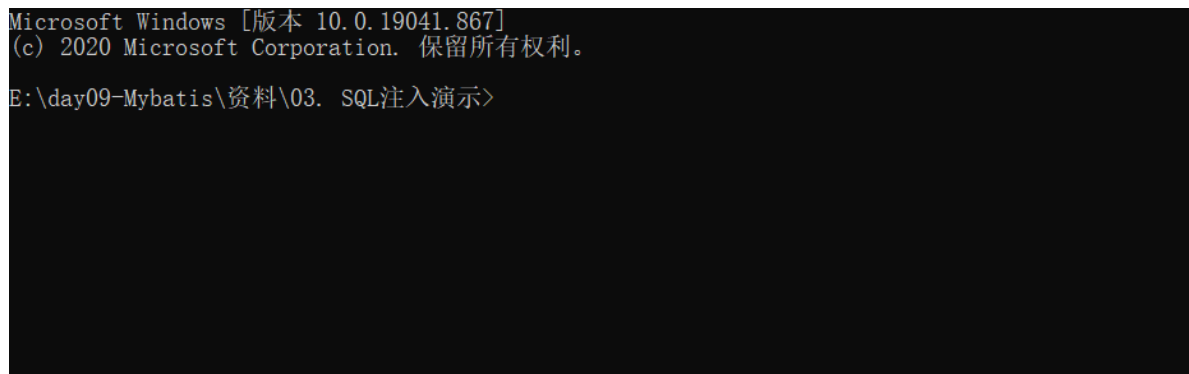 Microsoft Windows [版本 10.0.19041.867]
(c) 2020 Microsoft Corporation. 保留所有权利。
E:\day09-Mybatis\资料\03. SQL注入演示>